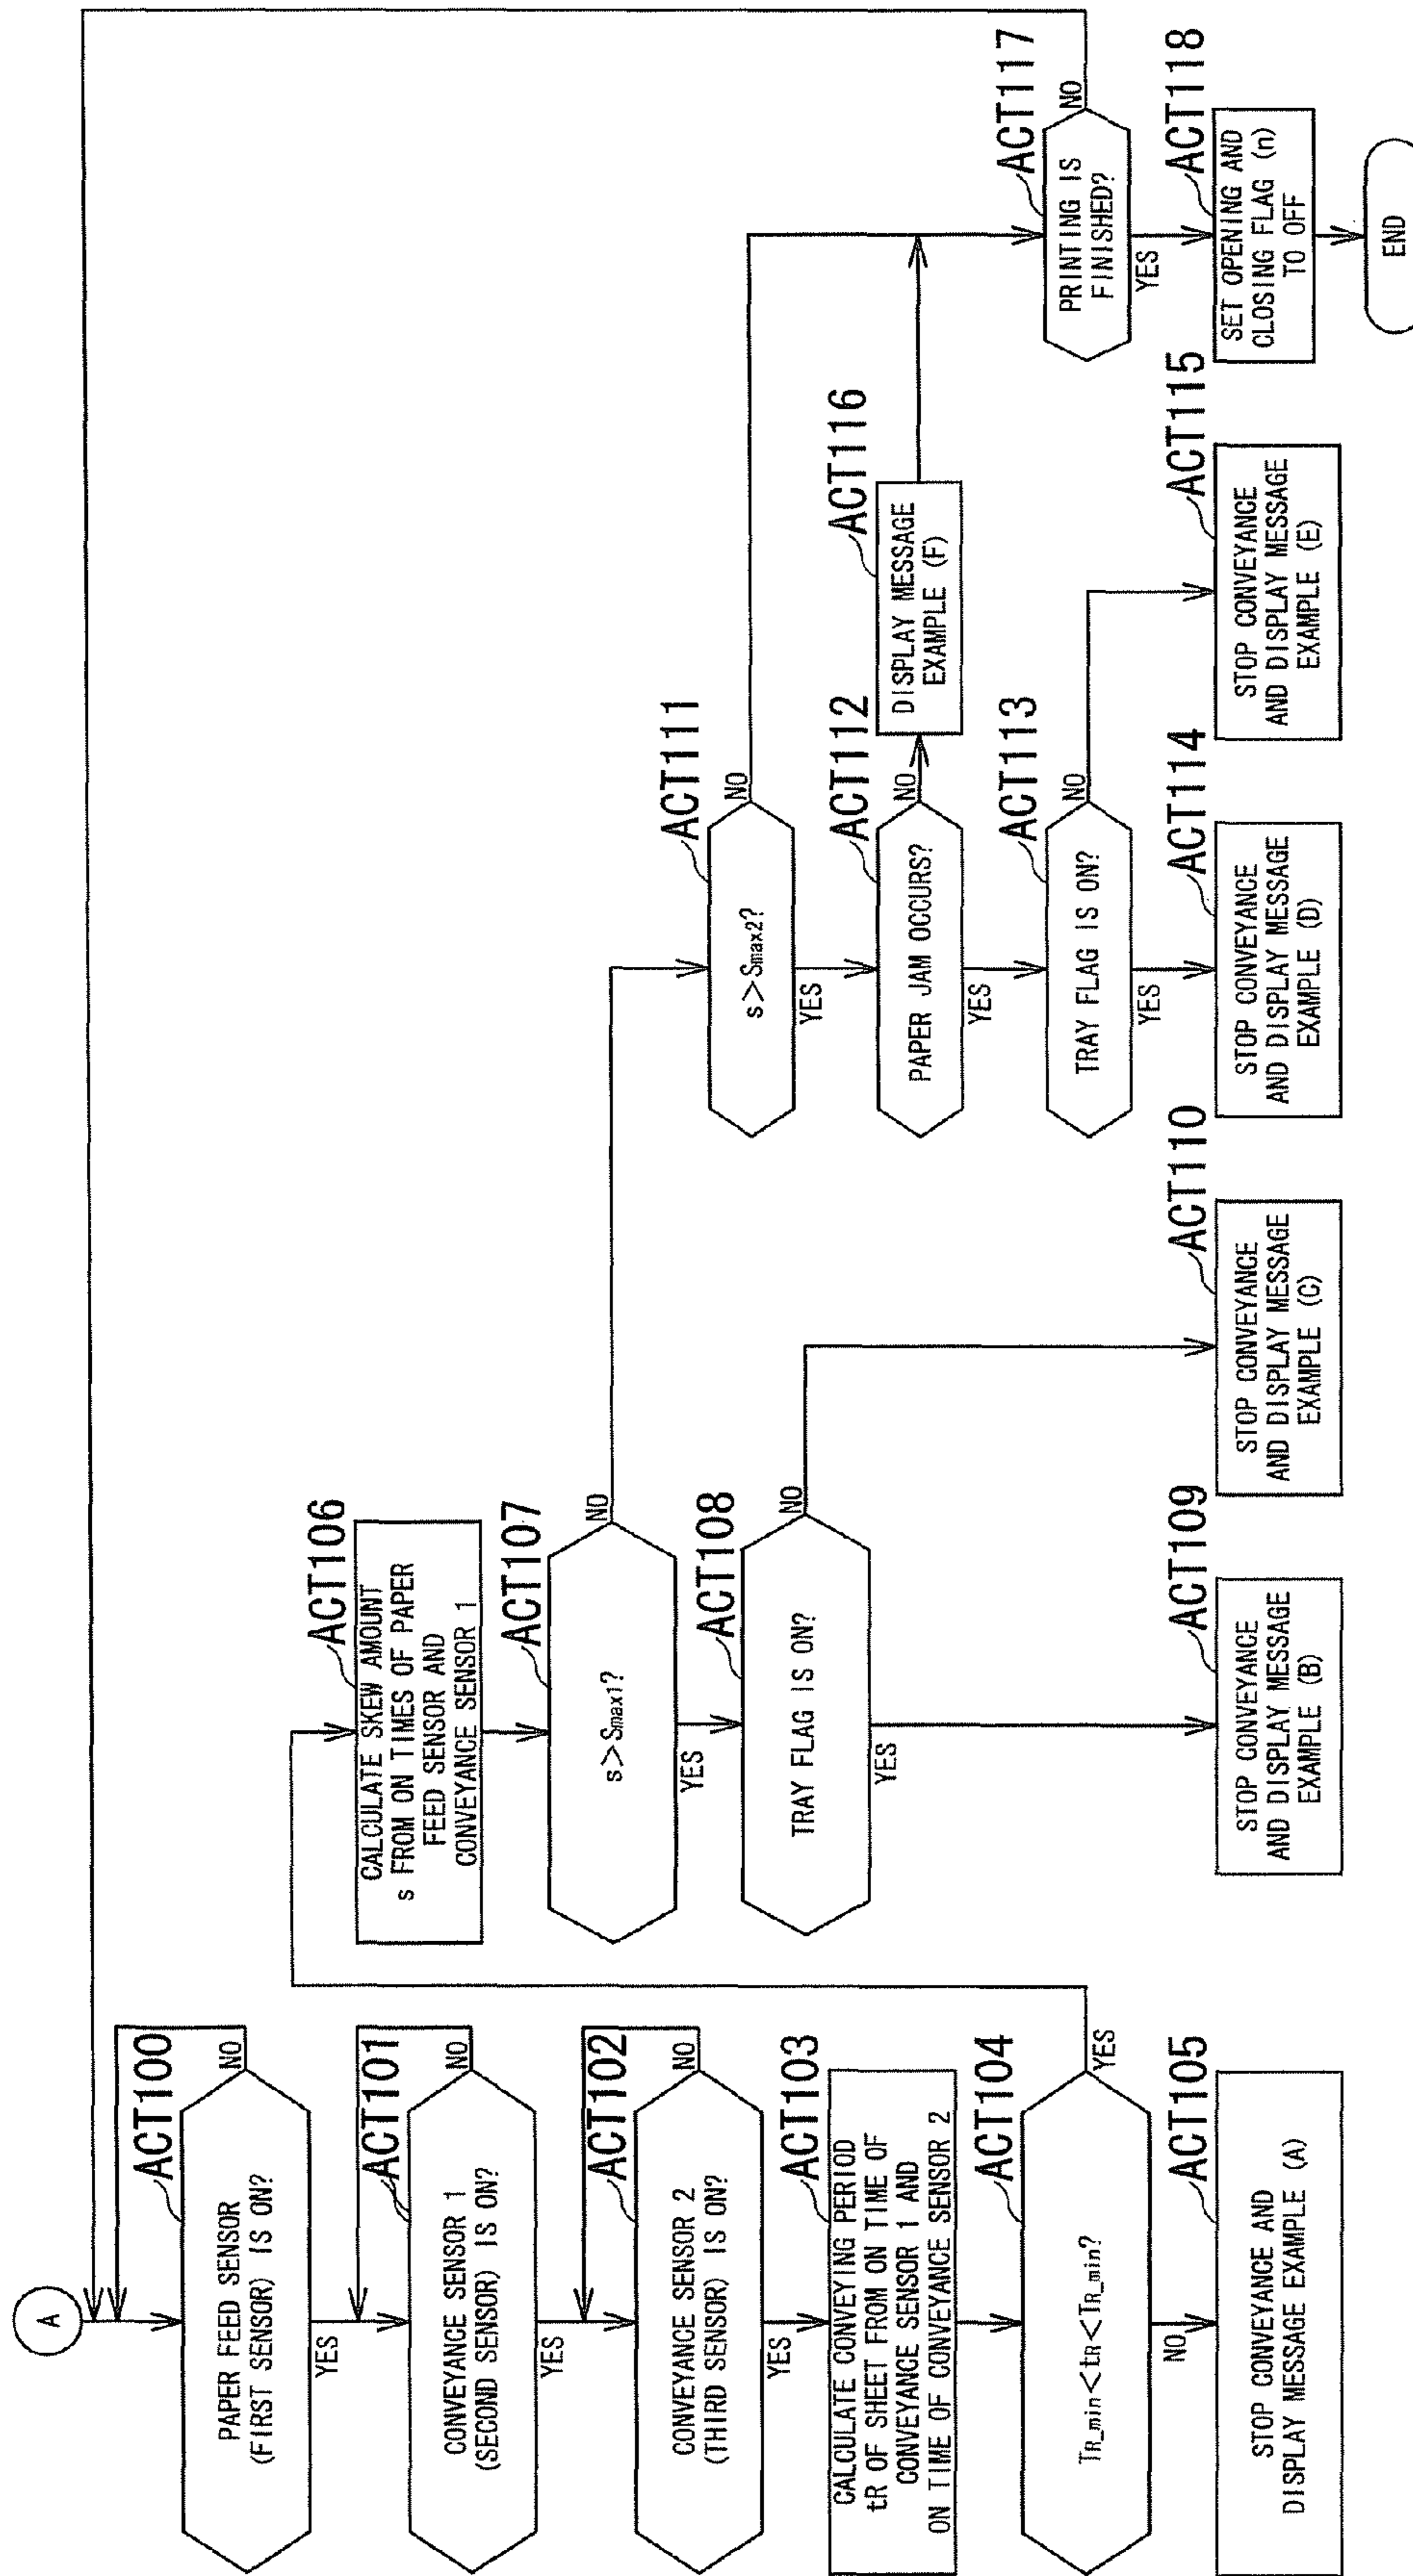 A
ACT100
PAPER FEED SENSOR
(FIRST SENSOR) IS ON?
NO
YES
ACT101
CONVEYANCE SENSOR 1
(SECOND SENSOR) IS ON?
NO
YES
ACT102
CONVEYANCE SENSOR 2
(THIRD SENSOR) IS ON?
NO
YES
ACT103
CALCULATE CONVEYING PERIOD
tR OF SHEET FROM ON TIME OF
CONVEYANCE SENSOR 1 AND
ON TIME OF CONVEYANCE SENSOR 2
ACT104
TR_min<tR<TR_min?
YES
NO
ACT105
STOP CONVEYANCE AND
DISPLAY MESSAGE EXAMPLE (A)
ACT106
CALCULATE SKEW AMOUNT
s FROM ON TIMES OF PAPER
FEED SENSOR AND
CONVEYANCE SENSOR 1
ACT107
s>Smax1?
NO
YES
ACT108
TRAY FLAG IS ON?
NO
YES
ACT109
STOP CONVEYANCE
AND DISPLAY MESSAGE
EXAMPLE (B)
ACT110
STOP CONVEYANCE
AND DISPLAY MESSAGE
EXAMPLE (C)
ACT111
s>Smax2?
NO
YES
ACT112
PAPER JAM OCCURS?
NO
YES
ACT113
TRAY FLAG IS ON?
NO
YES
ACT114
STOP CONVEYANCE
AND DISPLAY MESSAGE
EXAMPLE (D)
ACT115
STOP CONVEYANCE
AND DISPLAY MESSAGE
EXAMPLE (E)
ACT116
DISPLAY MESSAGE
EXAMPLE (F)
ACT117
PRINTING IS
FINISHED?
NO
YES
ACT118
SET OPENING AND
CLOSING FLAG (n)
TO OFF
END